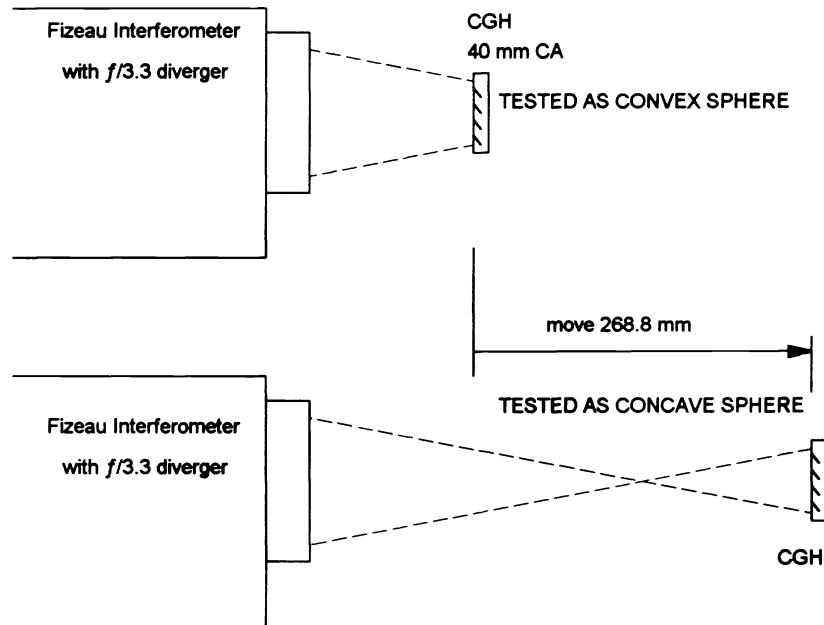 Fizeau Interferometer
with ƒ/3.3 diverger
CGH
40 mm CA
TESTED AS CONVEX SPHERE
move 268.8 mm
TESTED AS CONCAVE SPHERE
Fizeau Interferometer
with ƒ/3.3 diverger
CGH